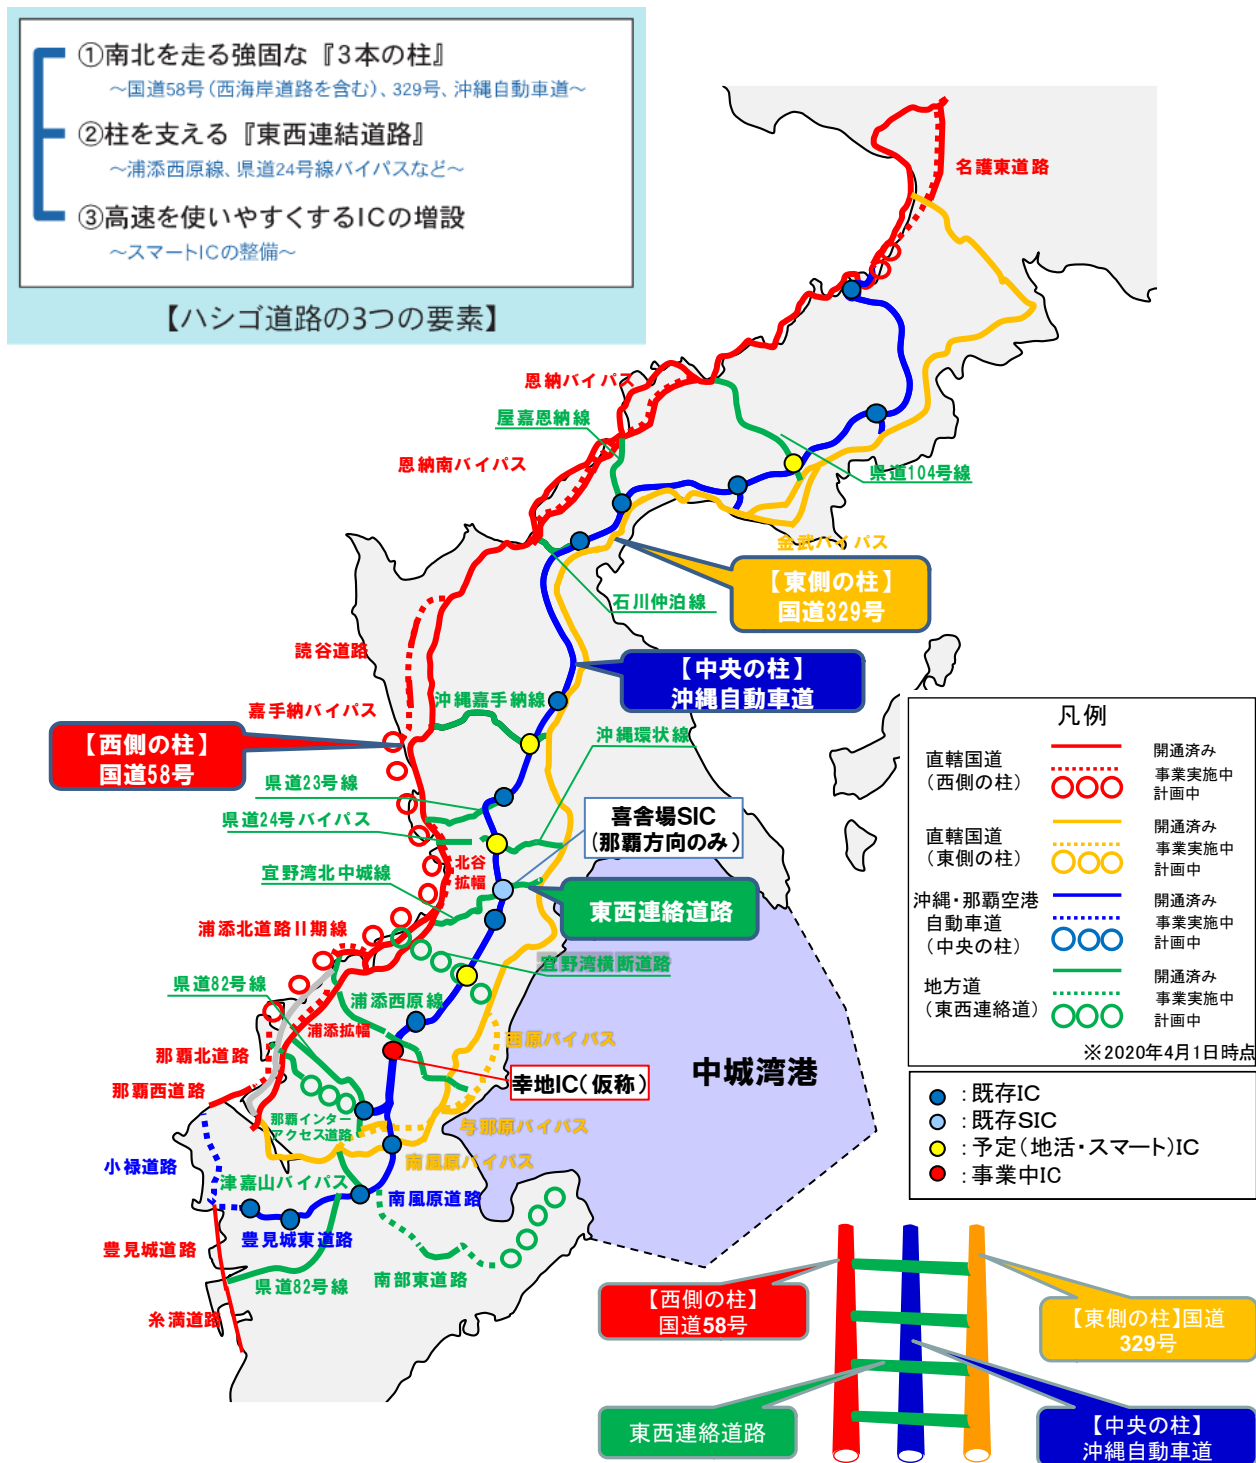 ①南北を走る強固な『3本の柱』
～国道58号(西海岸道路を含む)、329号、沖縄自動車道～
②柱を支える『東西連結道路』
～浦添西原線、県道24号線バイパスなど～
③高速を使いやすくするICの増設
～スマートICの整備～
【ハシゴ道路の3つの要素】
名護東道路
恩納バイパス
屋嘉恩納線
恩納南バイパス
県道104号線
金武バイパス
【東側の柱】
国道329号
石川仲泊線
読谷道路
【中央の柱】
沖縄自動車道
沖縄嘉手納線
嘉手納バイパス
【西側の柱】
国道58号
沖縄環状線
県道23号線
県道24号バイパス
喜舎場SIC
(那覇方向のみ)
北谷
拡幅
宜野湾北中城線
東西連絡道路
浦添北道路Ⅱ期線
宜野湾横断道路
県道82号線
浦添西原線
浦添拡幅
西原バイパス
那覇北道路
那覇西道路
幸地IC(仮称)
中城湾港
那覇インター
アクセス道路
与那原バイパス
南風原バイパス
小禄道路
津嘉山バイパス
南風原道路
豊見城道路
豊見城東道路
県道82号線
南部東道路
糸満道路
凡例
直轄国道
(西側の柱)
開通済み
事業実施中
計画中
直轄国道
(東側の柱)
開通済み
事業実施中
計画中
沖縄・那覇空港
自動車道
(中央の柱)
開通済み
事業実施中
計画中
地方道
(東西連絡道)
開通済み
事業実施中
計画中
※2020年4月1日時点
：既存IC
：既存SIC
：予定(地活・スマート)IC
：事業中IC
【西側の柱】
国道58号
【東側の柱】国道
329号
東西連絡道路
【中央の柱】
沖縄自動車道